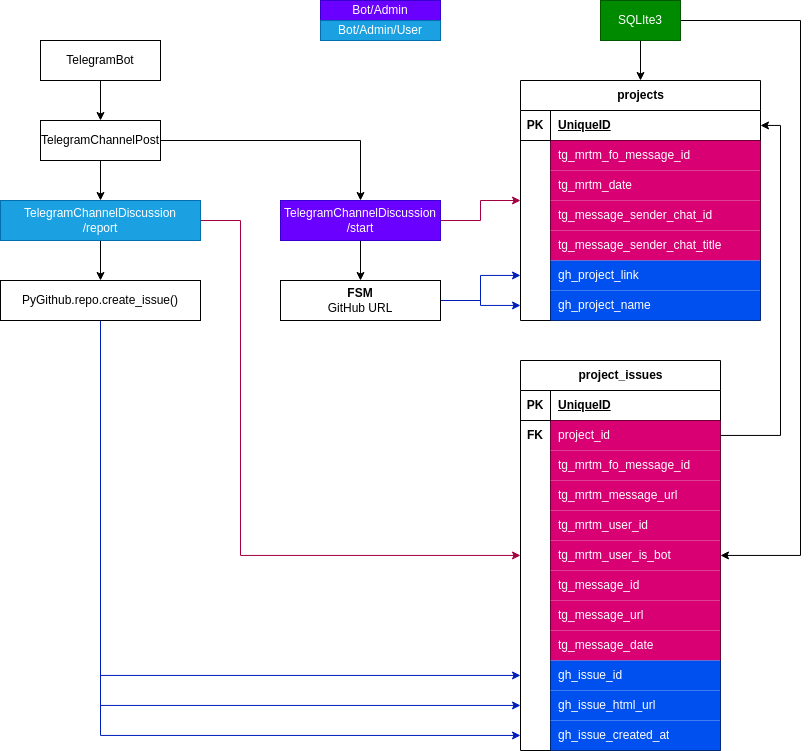 Bot/Admin
Bot/Admin/User
SQLIte3
TelegramBot
TelegramChannelPost
TelegramChannelDiscussion
/report
TelegramChannelDiscussion
/start
PyGithub.repo.create_issue()
FSM
GitHub URL
projects
PK UniqueID
tg_mrtm_fo_message_id
tg_mrtm_date
tg_message_sender_chat_id
tg_message_sender_chat_title
gh_project_link
gh_project_name
project_issues
PK UniqueID
FK project_id
tg_mrtm_fo_message_id
tg_mrtm_message_url
tg_mrtm_user_id
tg_mrtm_user_is_bot
tg_message_id
tg_message_url
tg_message_date
gh_issue_id
gh_issue_html_url
gh_issue_created_at